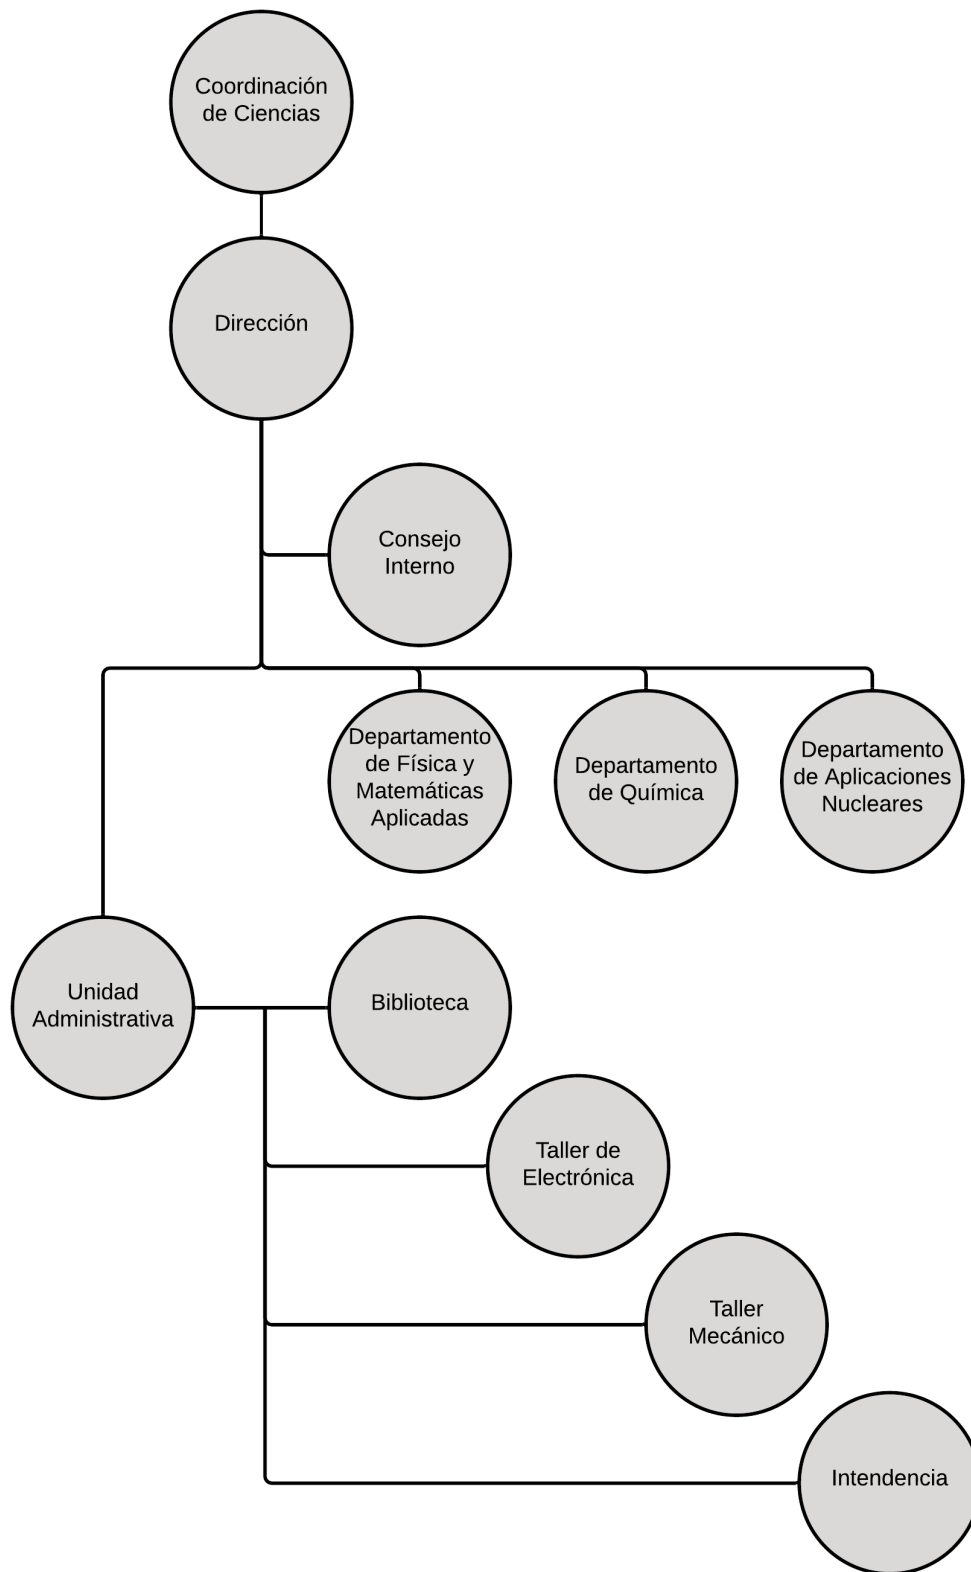 Coordinación
de Ciencias
Dirección
Consejo
Interno
Departamento
de Física y
Matemáticas
Aplicadas
Departamento
de Química
Departamento
de Aplicaciones
Nucleares
Unidad
Administrativa
Biblioteca
Taller de
Electrónica
Taller
Mecánico
Intendencia